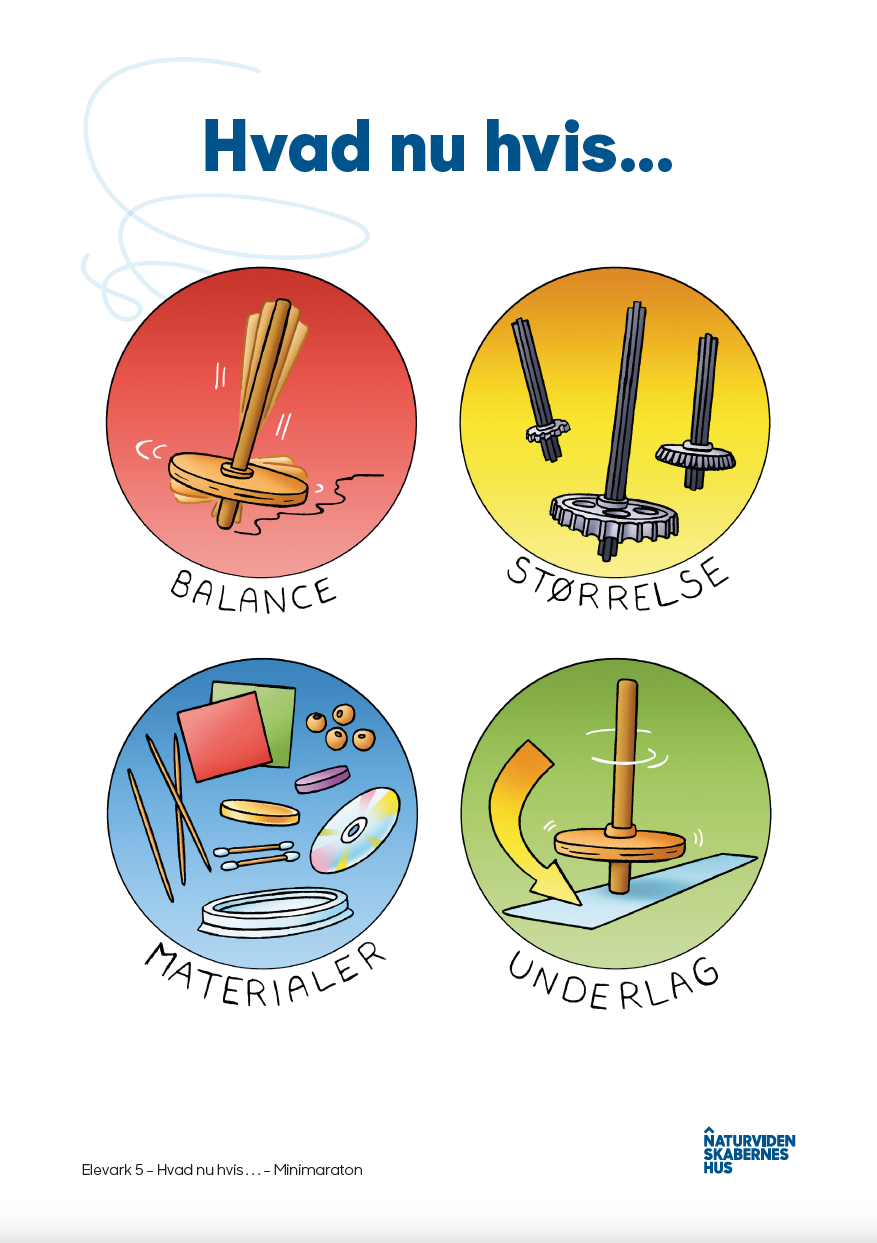 Hvad nu hvis...
BALANCE
STØRRELSE
MATERIALER
UNDERLAG
Elevark 5 – Hvad nu hvis . . . – Minimaraton
NATURVIDEN
SKABERNES
HUS